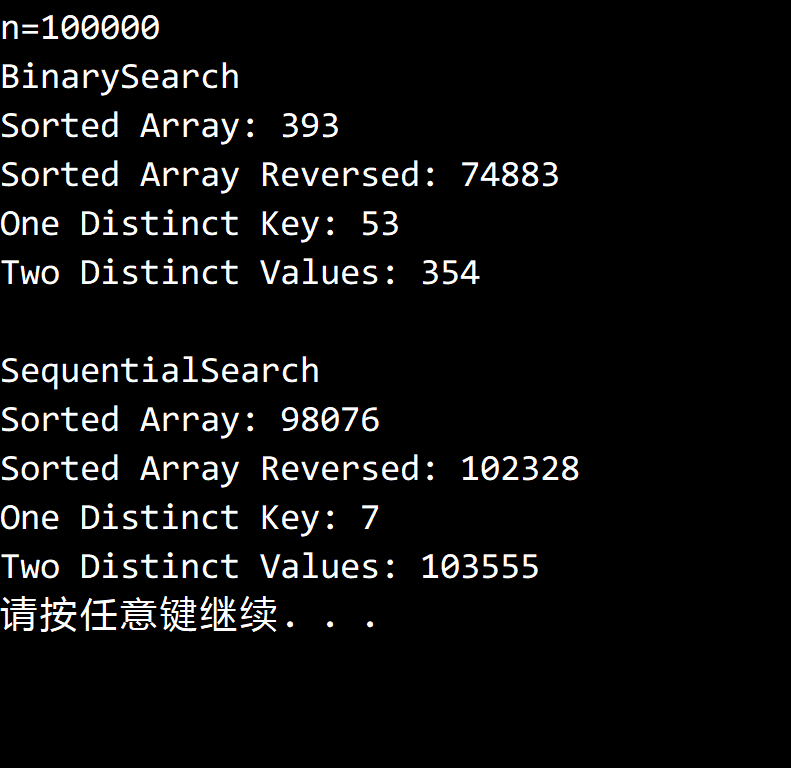 n=100000
BinarySearch
Sorted Array: 393
Sorted Array Reversed: 74883
One Distinct Key: 53
Two Distinct Values: 354
SequentialSearch
Sorted Array: 98076
Sorted Array Reversed: 102328
One Distinct Key: 7
Two Distinct Values: 103555
请按任意键继续. . .